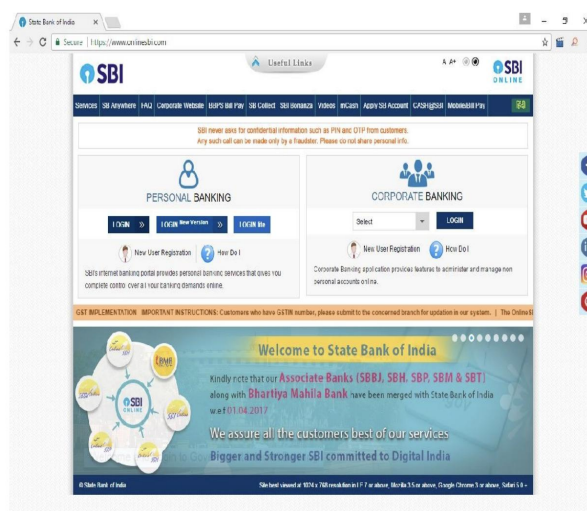 State Bank of India
Secure | https://www.onlinesbi.com
SBI
Useful Links
A A+
SBI
ONLINE
Services SB Anywhere FAQ Corporate Website BBPS Bill Pay SB Collect SBI Bonanza Videos mCash Apply SB Account CASH@SBI Mobile&Bill Pay हिंदी
SBI never asks for confidential information such as PIN and OTP from customers.
Any such call can be made only by a fraudster. Please do not share personal info.
PERSONAL BANKING
LOGIN »
LOGIN New Version »
LOGIN lite
New User Registration
How Do I
SBI's internet banking portal provides personal banking services that gives you
complete control over all your banking demands online.
CORPORATE BANKING
Select
LOGIN
New User Registration
How Do I
Corporate Banking application provides features to administer and manage non
personal accounts online.
GST IMPLEMENTATION IMPORTANT INSTRUCTIONS: Customers who have GSTIN number, please submit to the concerned branch for updation in our system. | The OnlineS
Welcome to State Bank of India
Kindly note that our Associate Banks (SBBJ, SBH, SBP, SBM & SBT)
along with Bhartiya Mahila Bank have been merged with State Bank of India
w.e.f 01.04.2017
We assure all the customers best of our services
Bigger and Stronger SBI committed to Digital India
BMB
SBI
ONLINE
© State Bank of India
Site best viewed at 1024 x 768 resolution in I.E 7 or above, Mozilla 3.5 or above, Google Chrome 3 or above, Safari 5.0 +